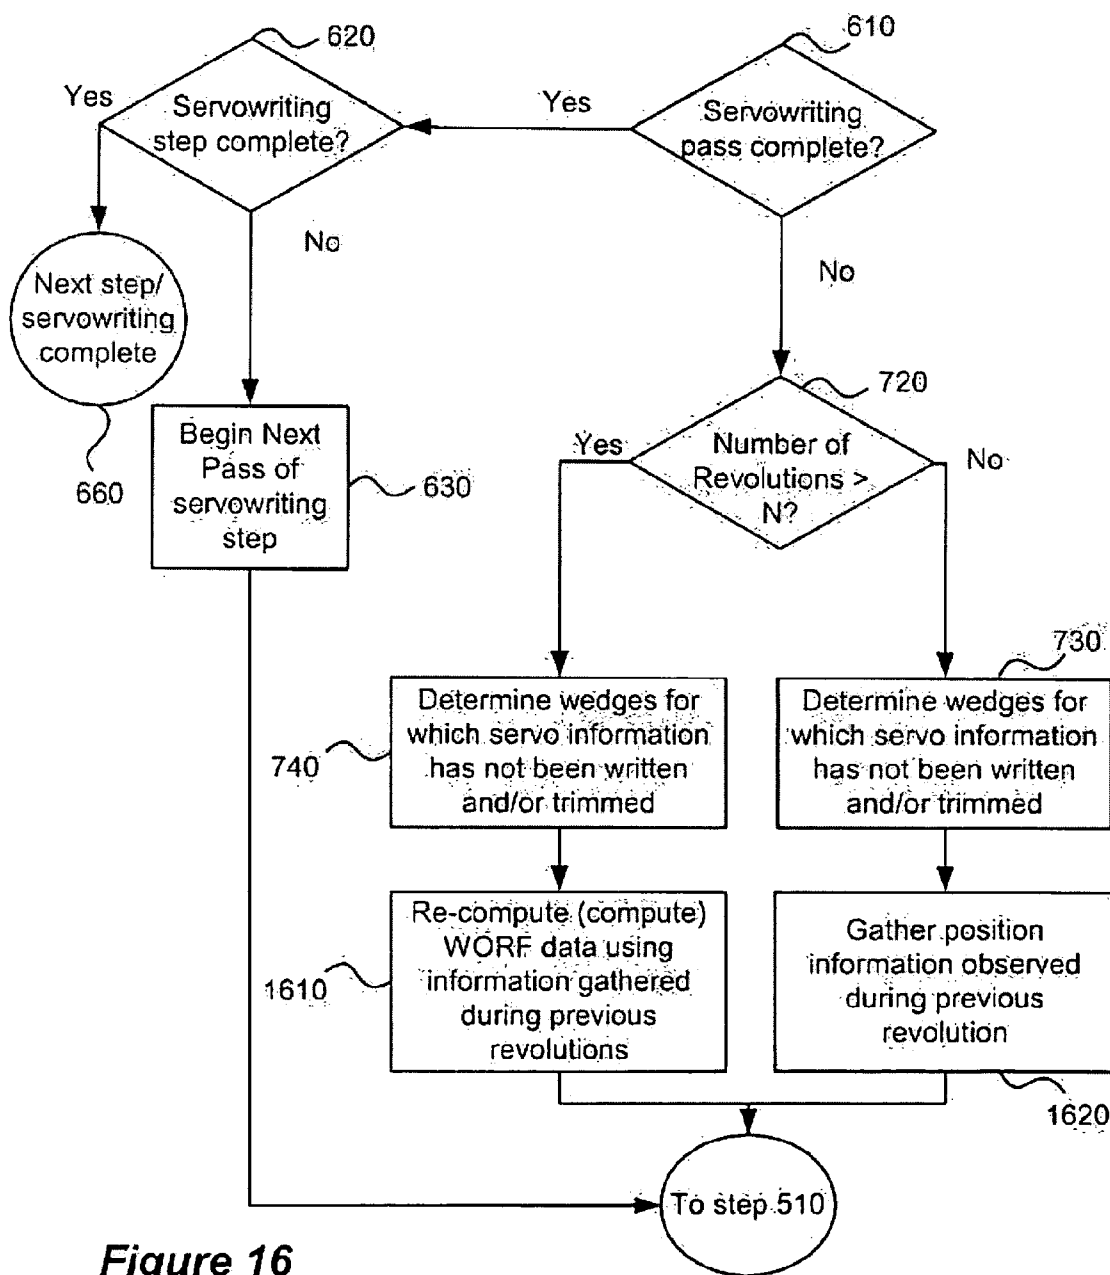 620
610
Yes
Servowriting
step complete?
Yes
Servowriting
pass complete?
No
No
Next step/
servowriting
complete
660
Begin Next
Pass of
servowriting
step
630
720
Yes
Number of
Revolutions >
N?
No
730
Determine wedges for
which servo information
has not been written
and/or trimmed
740
Determine wedges for
which servo information
has not been written
and/or trimmed
Re-compute (compute)
WORF data using
information gathered
during previous
revolutions
1610
Gather position
information observed
during previous
revolution
1620
To step 510
Figure 16